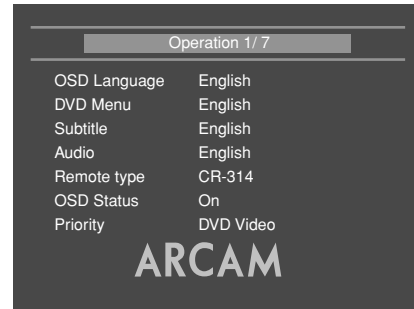 Operation 1/ 7
OSD Language English
DVD Menu English
Subtitle English
Audio English
Remote type CR-314
OSD Status On
Priority DVD Video
ARCAM